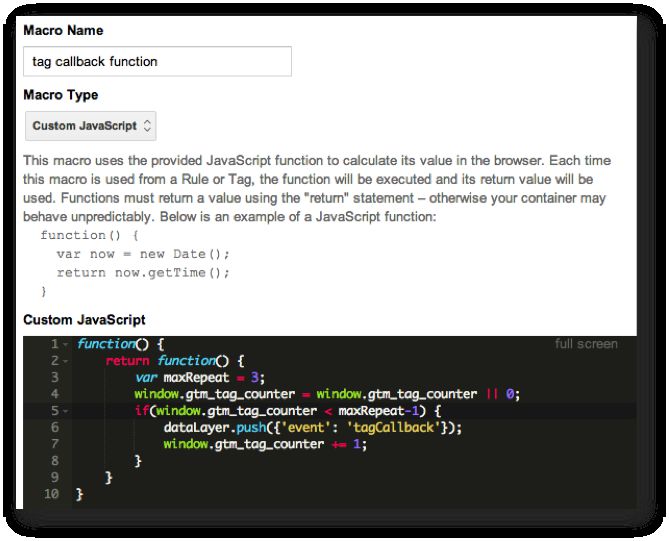 Macro Name
tag callback function
Macro Type
Custom JavaScript
This macro uses the provided JavaScript function to calculate its value in the browser. Each time
this macro is used from a Rule or Tag, the function will be executed and its return value will be
used. Functions must return a value using the "return" statement – otherwise your container may
behave unpredictably. Below is an example of a JavaScript function:
function() {
  var now = new Date();
  return now.getTime();
}
Custom JavaScript
full screen
1 function() {
2     return function() {
3         var maxRepeat = 3;
4         window.gtm_tag_counter = window.gtm_tag_counter || 0;
5         if(window.gtm_tag_counter < maxRepeat-1) {
6             dataLayer.push({'event': 'tagCallback'});
7             window.gtm_tag_counter += 1;
8         }
9     }
10 }